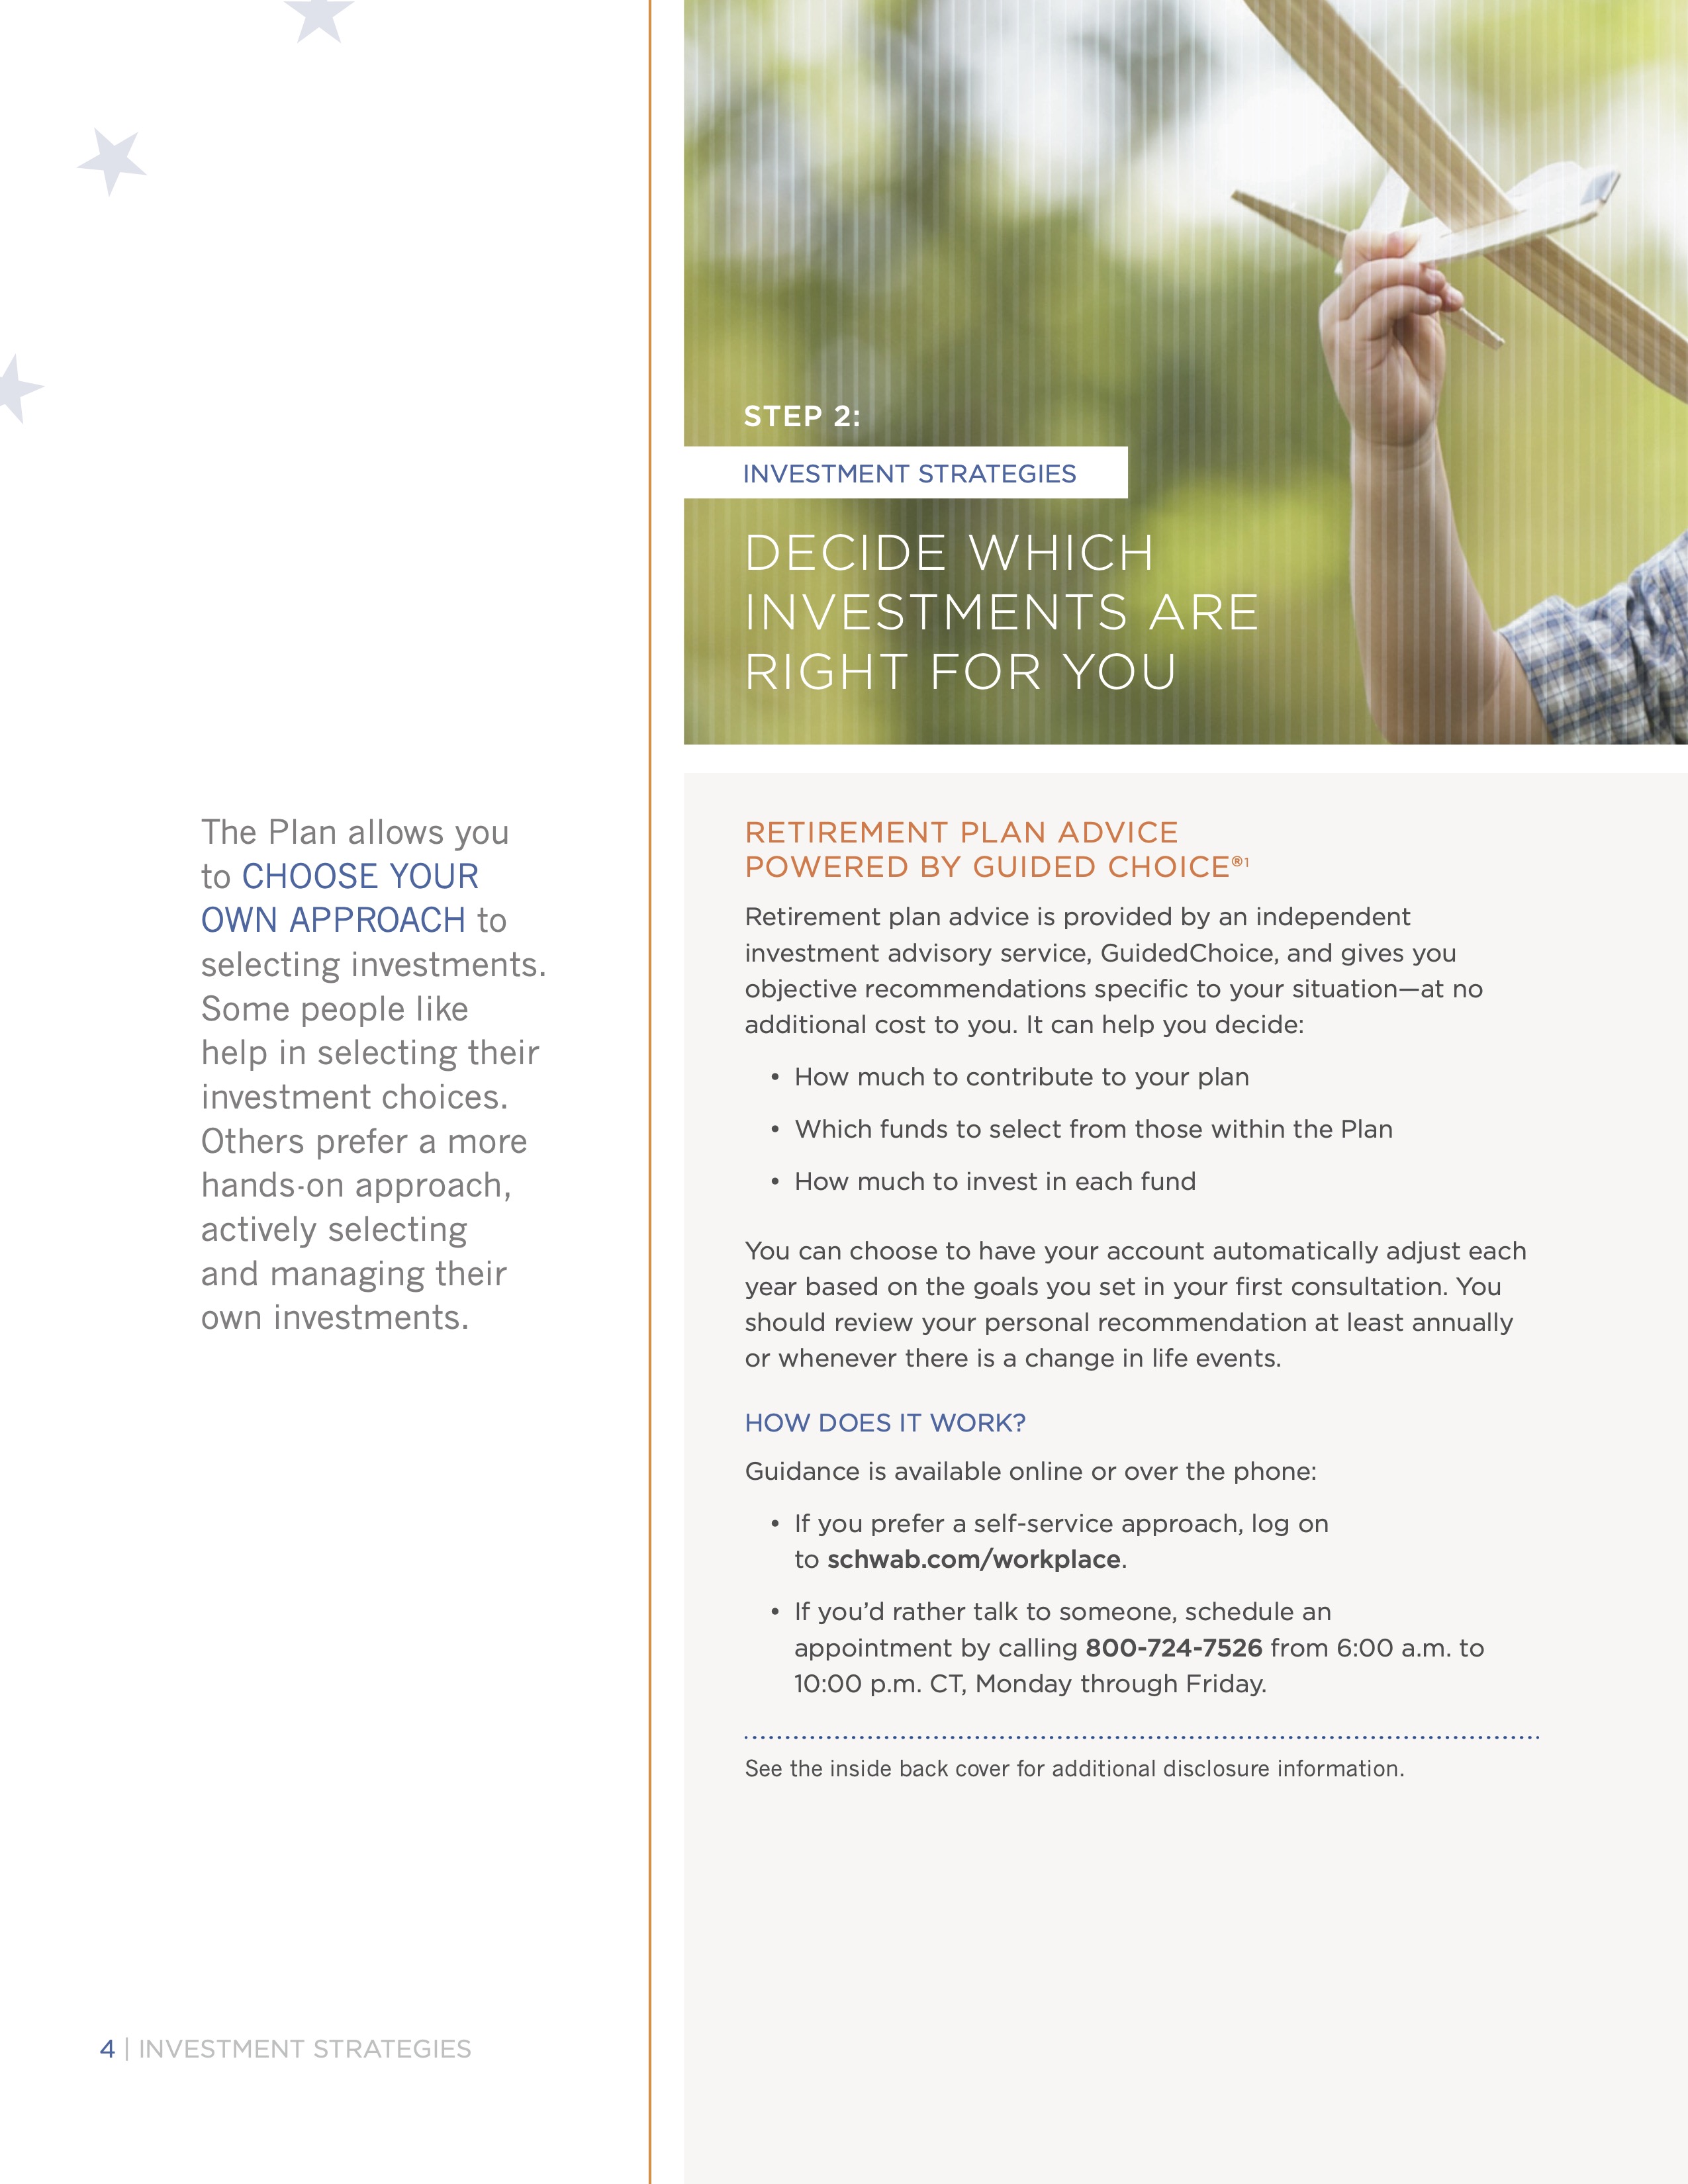 STEP 2:
INVESTMENT STRATEGIES
DECIDE WHICH
INVESTMENTS ARE
RIGHT FOR YOU
The Plan allows you
to CHOOSE YOUR
OWN APPROACH to
selecting investments.
Some people like
help in selecting their
investment choices.
Others prefer a more
hands-on approach,
actively selecting
and managing their
own investments.
RETIREMENT PLAN ADVICE
POWERED BY GUIDED CHOICE®¹
Retirement plan advice is provided by an independent
investment advisory service, GuidedChoice, and gives you
objective recommendations specific to your situation—at no
additional cost to you. It can help you decide:
• How much to contribute to your plan
• Which funds to select from those within the Plan
• How much to invest in each fund
You can choose to have your account automatically adjust each
year based on the goals you set in your first consultation. You
should review your personal recommendation at least annually
or whenever there is a change in life events.
HOW DOES IT WORK?
Guidance is available online or over the phone:
• If you prefer a self-service approach, log on
to schwab.com/workplace.
• If you’d rather talk to someone, schedule an
appointment by calling 800-724-7526 from 6:00 a.m. to
10:00 p.m. CT, Monday through Friday.
See the inside back cover for additional disclosure information.
4 | INVESTMENT STRATEGIES